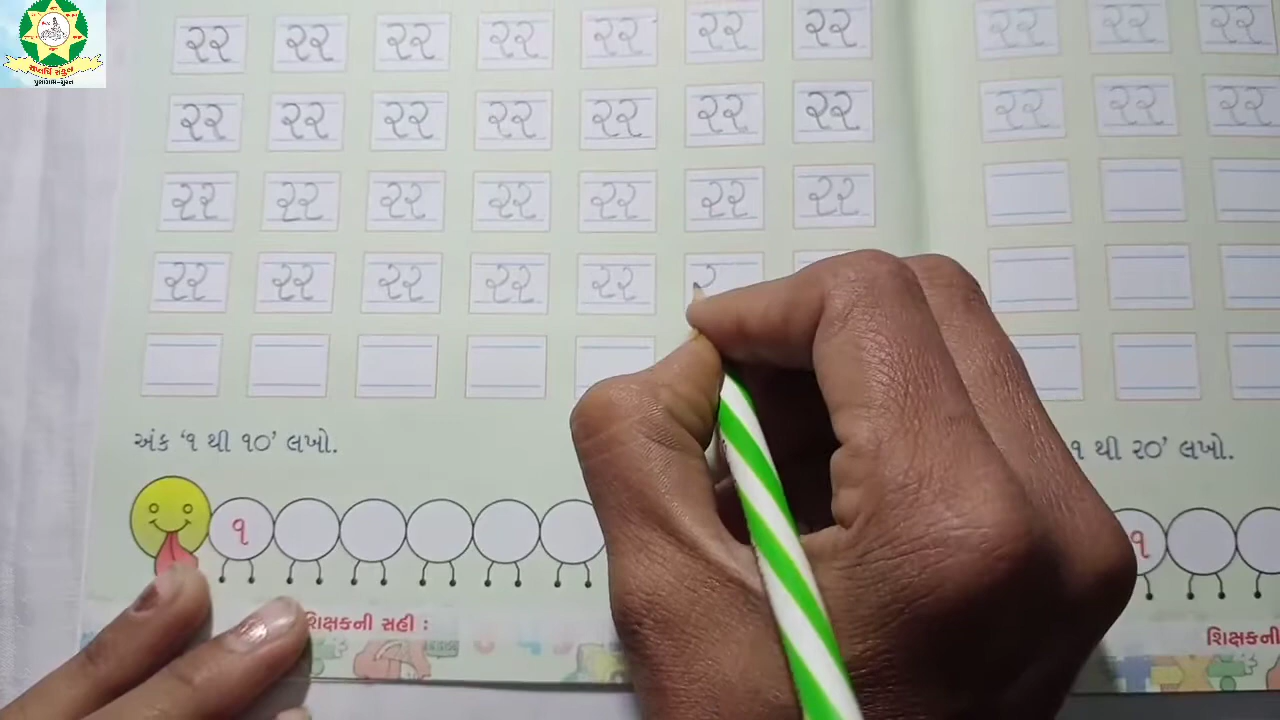 ૨૨ ૨૨ ૨૨ ૨૨ ૨૨ ૨૨ ૨૨ ૨૨ ૨૨ ૨૨
૨૨ ૨૨ ૨૨ ૨૨ ૨૨ ૨૨ ૨૨ ૨૨ ૨૨ ૨૨
૨૨ ૨૨ ૨૨ ૨૨ ૨૨ ૨૨ ૨૨
૨૨ ૨૨ ૨૨ ૨૨ ૨૨ ૨
અંક ‘૧ થી ૧૦’ લખો.
૧ થી ૨૦’ લખો.
૧
૧
શિક્ષકની સહી :
શિક્ષકની